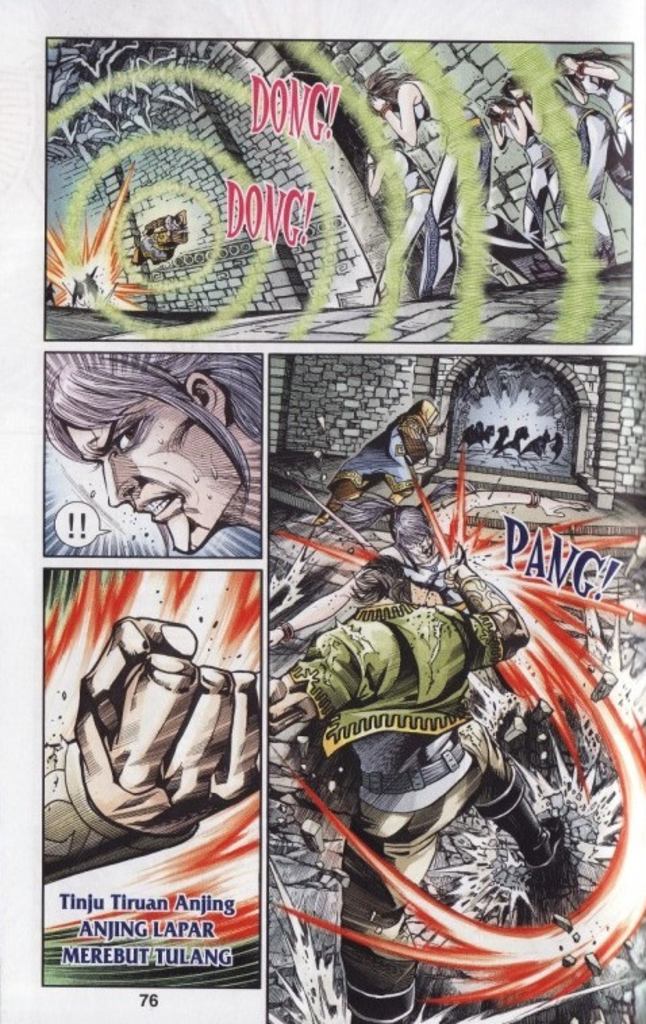 DONG!
DONG!
!!
PANG!
Tinju Tiruan Anjing
ANJING LAPAR
MEREBUT TULANG
76